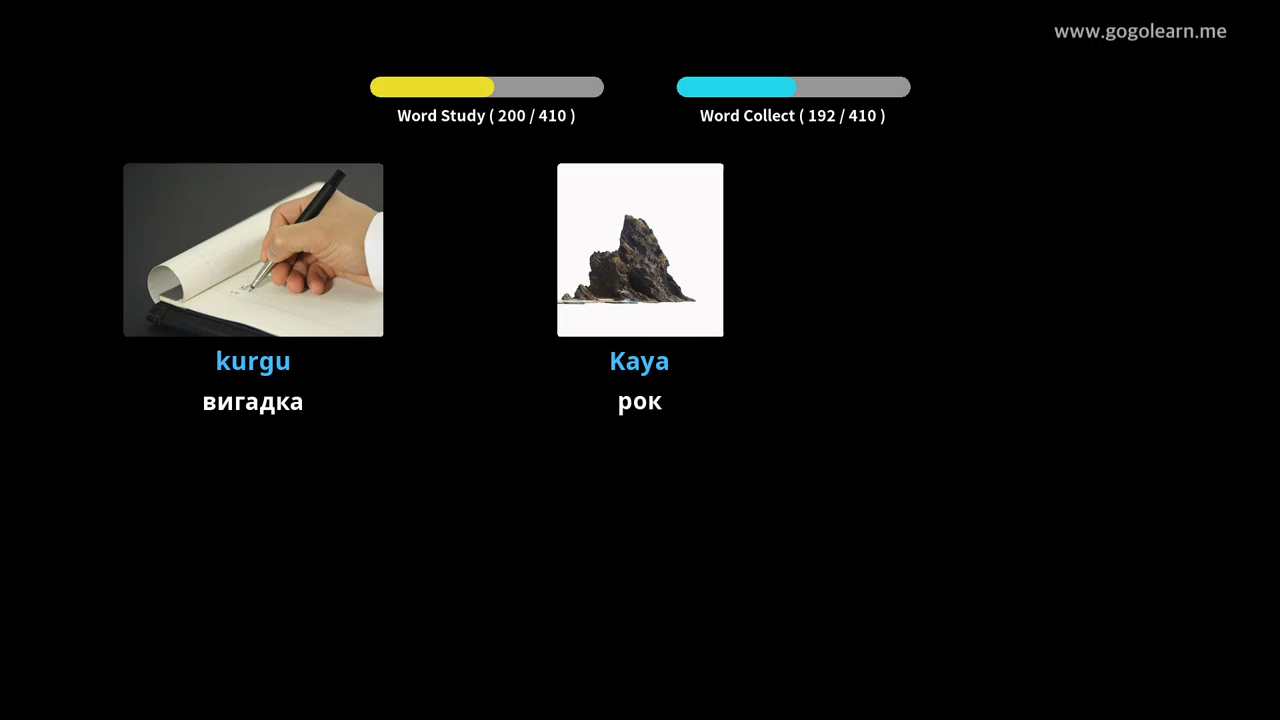 www.gogolearn.me
Word Study ( 200 / 410 )
Word Collect ( 192 / 410 )
kurgu
вигадка
Kaya
рок